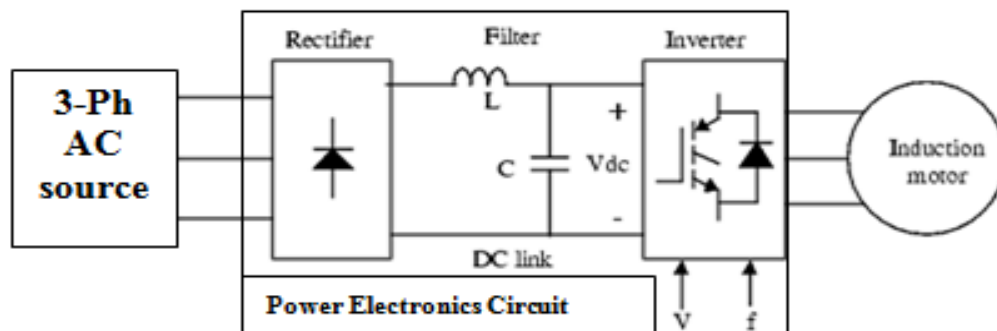 Rectifier
Filter
Inverter
3-Ph
AC
source
L
C
+
Vdc
-
Induction
motor
DC link
Power Electronics Circuit
V
f